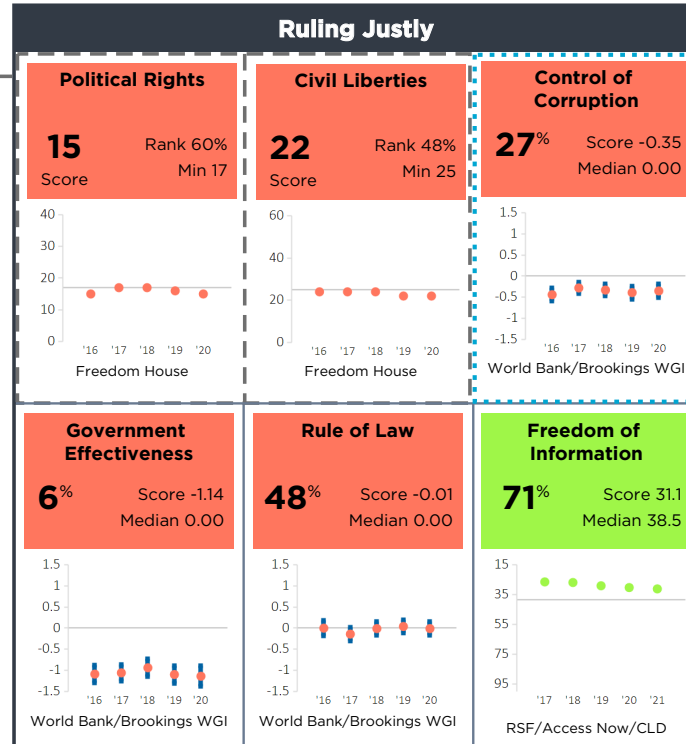 Ruling Justly
Political Rights
15
Score
Rank 60%
Min 17
40
30
20
10
0
'16 '17 '18 '19 '20
Freedom House
Civil Liberties
22
Score
Rank 48%
Min 25
60
40
20
0
'16 '17 '18 '19 '20
Freedom House
Control of
Corruption
27%
Score -0.35
Median 0.00
1.5
1
0.5
0
-0.5
-1
-1.5
'16 '17 '18 '19 '20
World Bank/Brookings WGI
Government
Effectiveness
6%
Score -1.14
Median 0.00
1.5
1
0.5
0
-0.5
-1
-1.5
'16 '17 '18 '19 '20
World Bank/Brookings WGI
Rule of Law
48%
Score -0.01
Median 0.00
1.5
1
0.5
0
-0.5
-1
-1.5
'16 '17 '18 '19 '20
World Bank/Brookings WGI
Freedom of
Information
71%
Score 31.1
Median 38.5
15
35
55
75
95
'17 '18 '19 '20 '21
RSF/Access Now/CLD